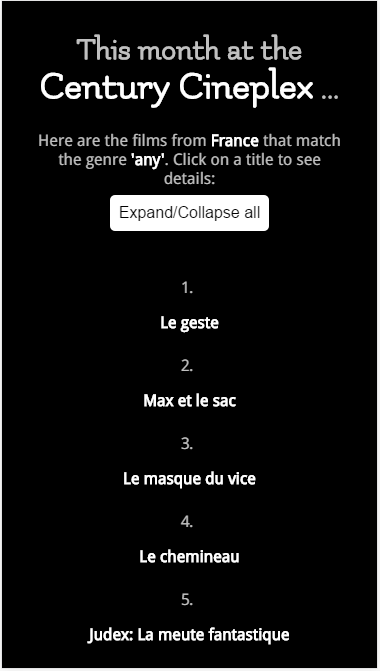 This month at the
Century Cineplex ...
Here are the films from France that match
the genre 'any'. Click on a title to see
details:
Expand/Collapse all
1.
Le geste
2.
Max et le sac
3.
Le masque du vice
4.
Le chemineau
5.
Judex: La meute fantastique